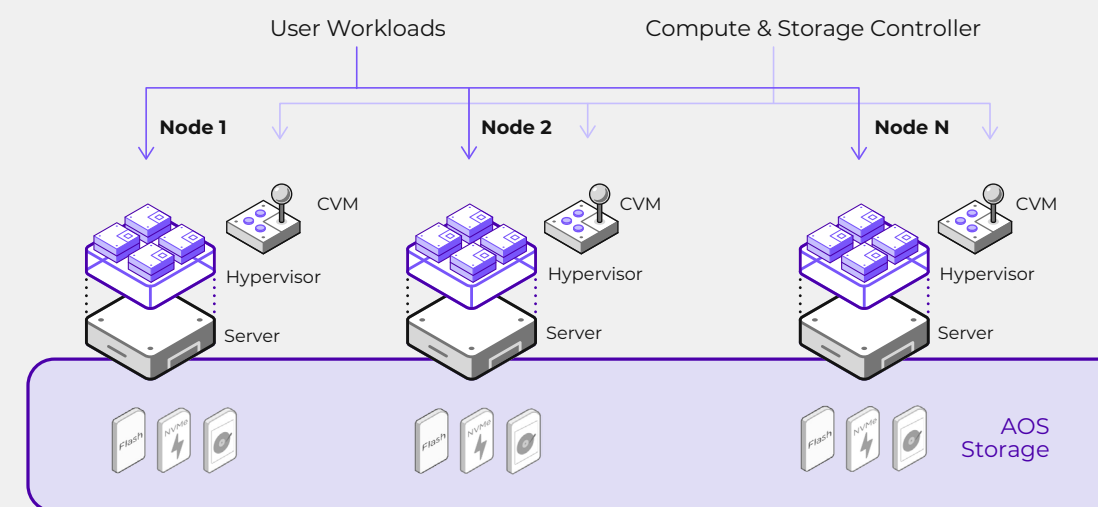 User Workloads
Compute & Storage Controller
Node 1
Node 2
Node N
CVM
CVM
CVM
Hypervisor
Hypervisor
Hypervisor
Server
Server
Server
Flash
NVMe
Flash
NVMe
Flash
NVMe
AOS
Storage